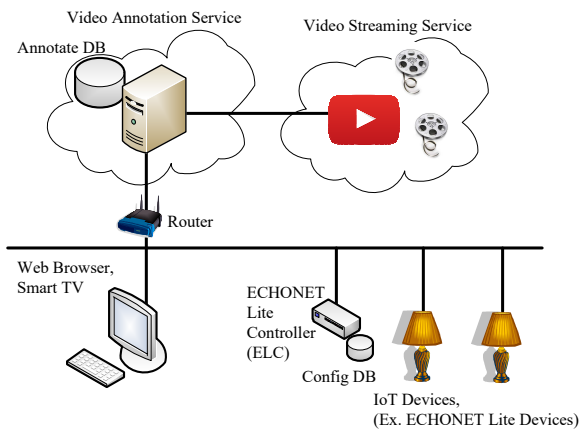 Video Annotation Service
Video Streaming Service
Annotate DB
Router
Web Browser,
Smart TV
ECHONET
Lite
Controller
(ELC)
Config DB
IoT Devices,
(Ex. ECHONET Lite Devices)